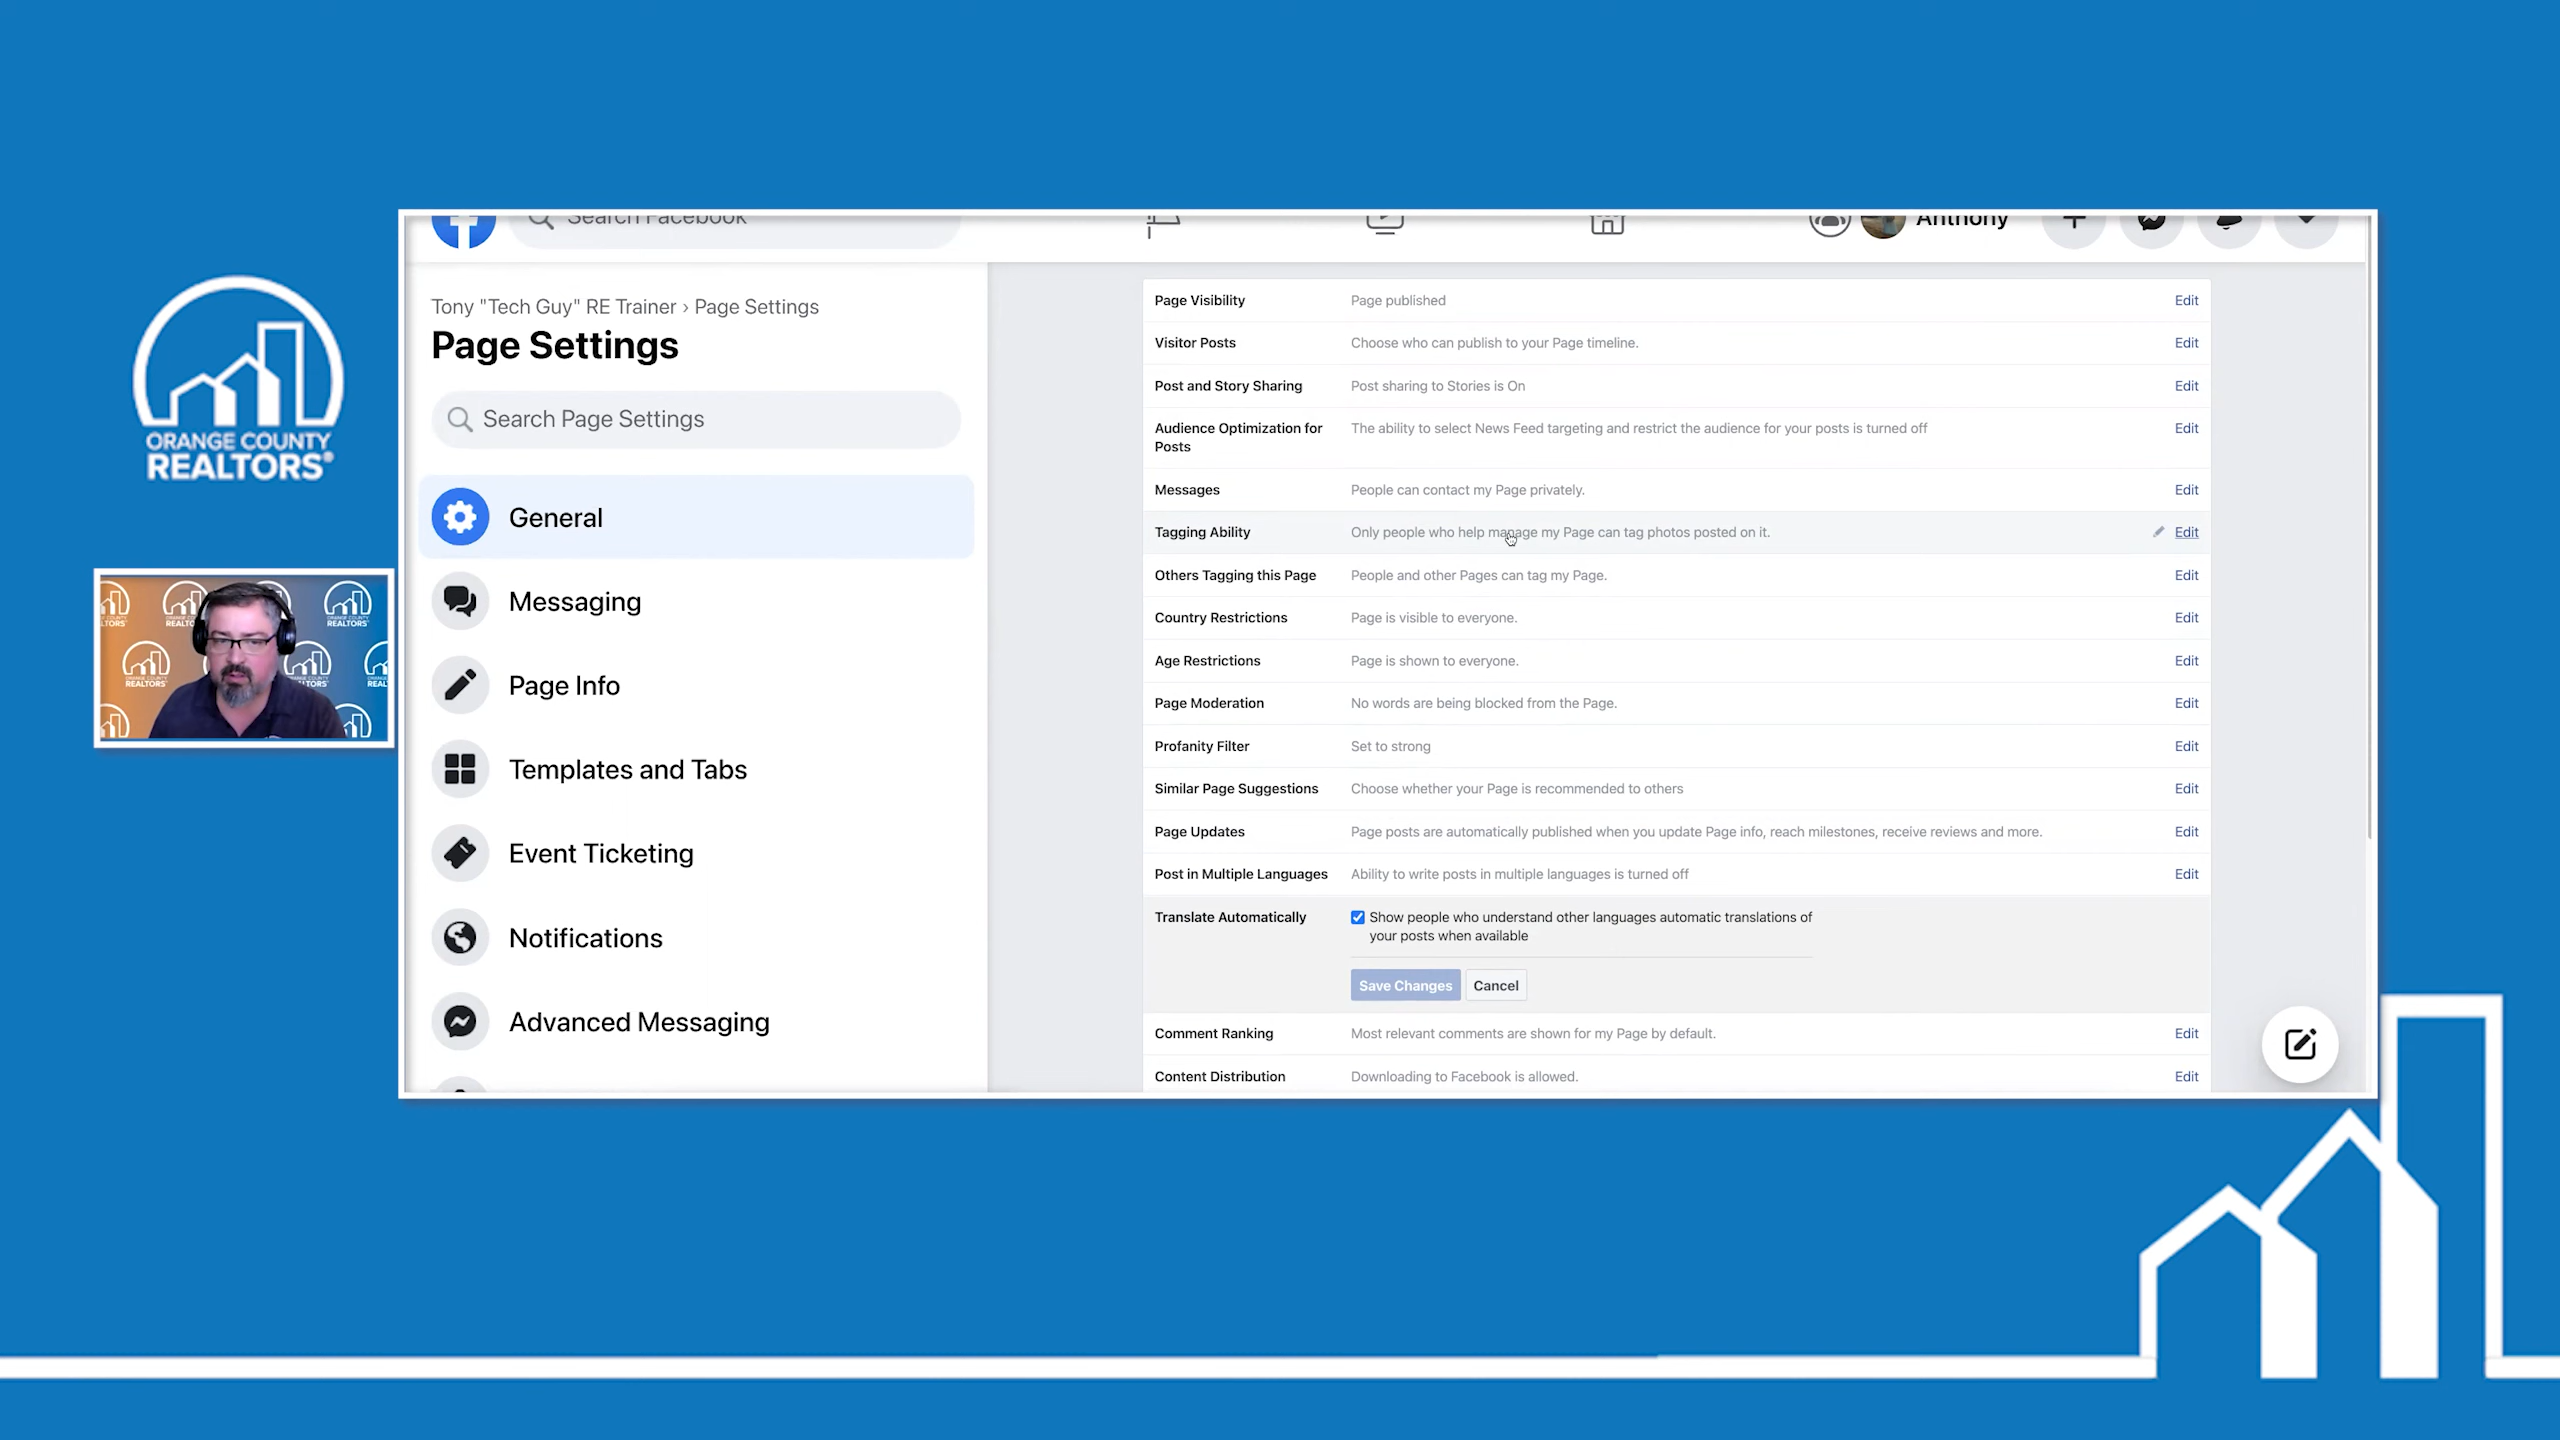 Search Facebook
Anthony
ORANGE COUNTY
REALTORS®
Tony "Tech Guy" RE Trainer › Page Settings
Page Settings
Search Page Settings
General
Messaging
Page Info
Templates and Tabs
Event Ticketing
Notifications
Advanced Messaging
Page Visibility Page published Edit
Visitor Posts Choose who can publish to your Page timeline. Edit
Post and Story Sharing Post sharing to Stories is On Edit
Audience Optimization for The ability to select News Feed targeting and restrict the audience for your posts is turned off Edit
Posts
Messages People can contact my Page privately. Edit
Tagging Ability Only people who help manage my Page can tag photos posted on it. Edit
Others Tagging this Page People and other Pages can tag my Page. Edit
Country Restrictions Page is visible to everyone. Edit
Age Restrictions Page is shown to everyone. Edit
Page Moderation No words are being blocked from the Page. Edit
Profanity Filter Set to strong Edit
Similar Page Suggestions Choose whether your Page is recommended to others Edit
Page Updates Page posts are automatically published when you update Page info, reach milestones, receive reviews and more. Edit
Post in Multiple Languages Ability to write posts in multiple languages is turned off Edit
Translate Automatically Show people who understand other languages automatic translations of
your posts when available
Save Changes Cancel
Comment Ranking Most relevant comments are shown for my Page by default. Edit
Content Distribution Downloading to Facebook is allowed. Edit